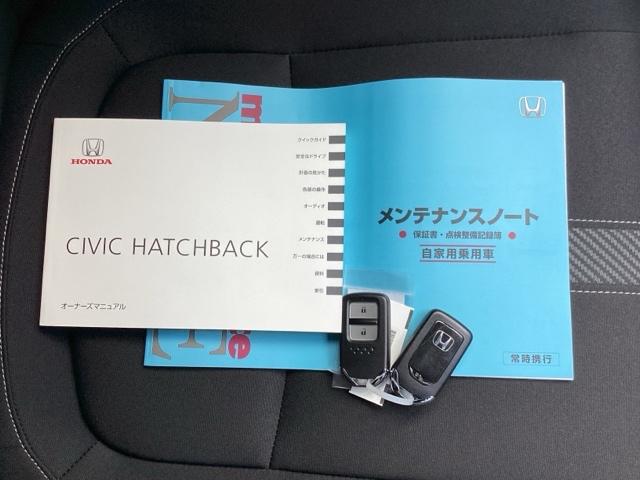 HONDA
CIVIC HATCHBACK
オーナーズマニュアル
クイックガイド
安全なドライブ
計器の見かた
各部の操作
オーディオ
運転
メンテナンス
万一の場合には
資料
索引
メンテナンスノート
保証書・点検整備記録簿
自家用乗用車
常時携行